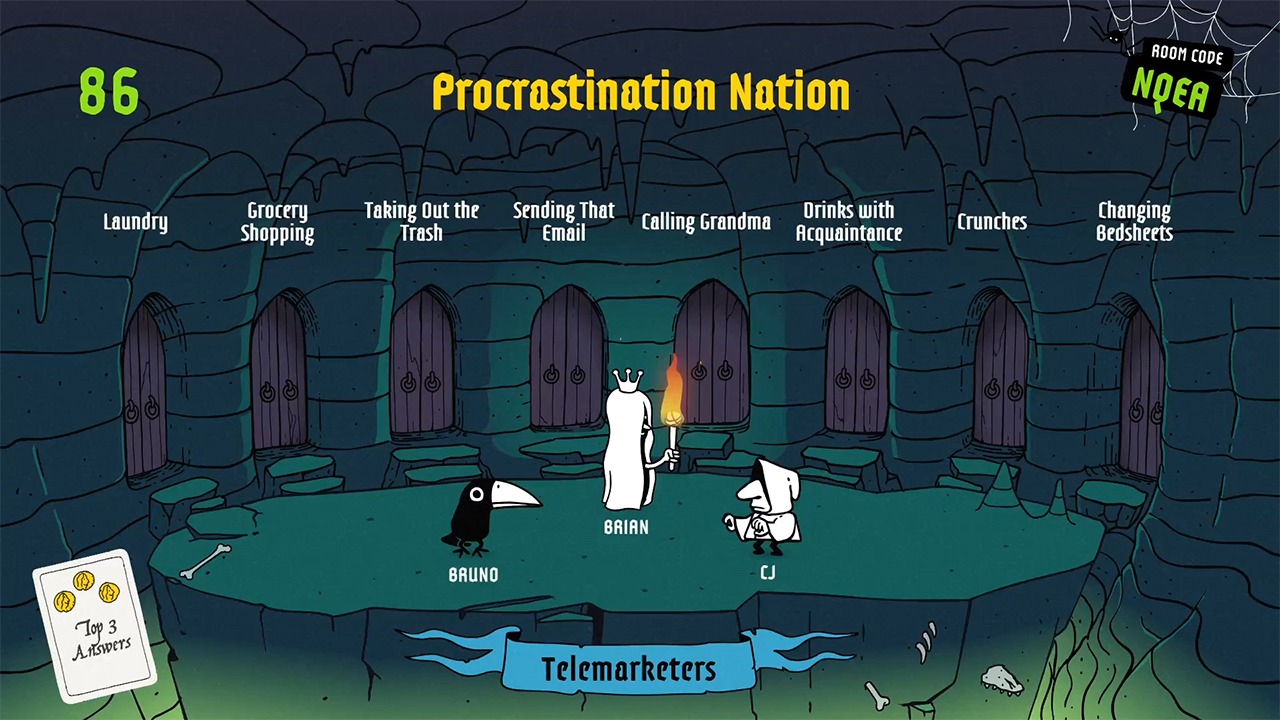 86
Procrastination Nation
ROOM CODE
NQEA
Laundry
Grocery
Shopping
Taking Out the
Trash
Sending That
Email
Calling Grandma
Drinks with
Acquaintance
Crunches
Changing
Bedsheets
BRIAN
BRUNO
CJ
Top 3
Answers
Telemarketers